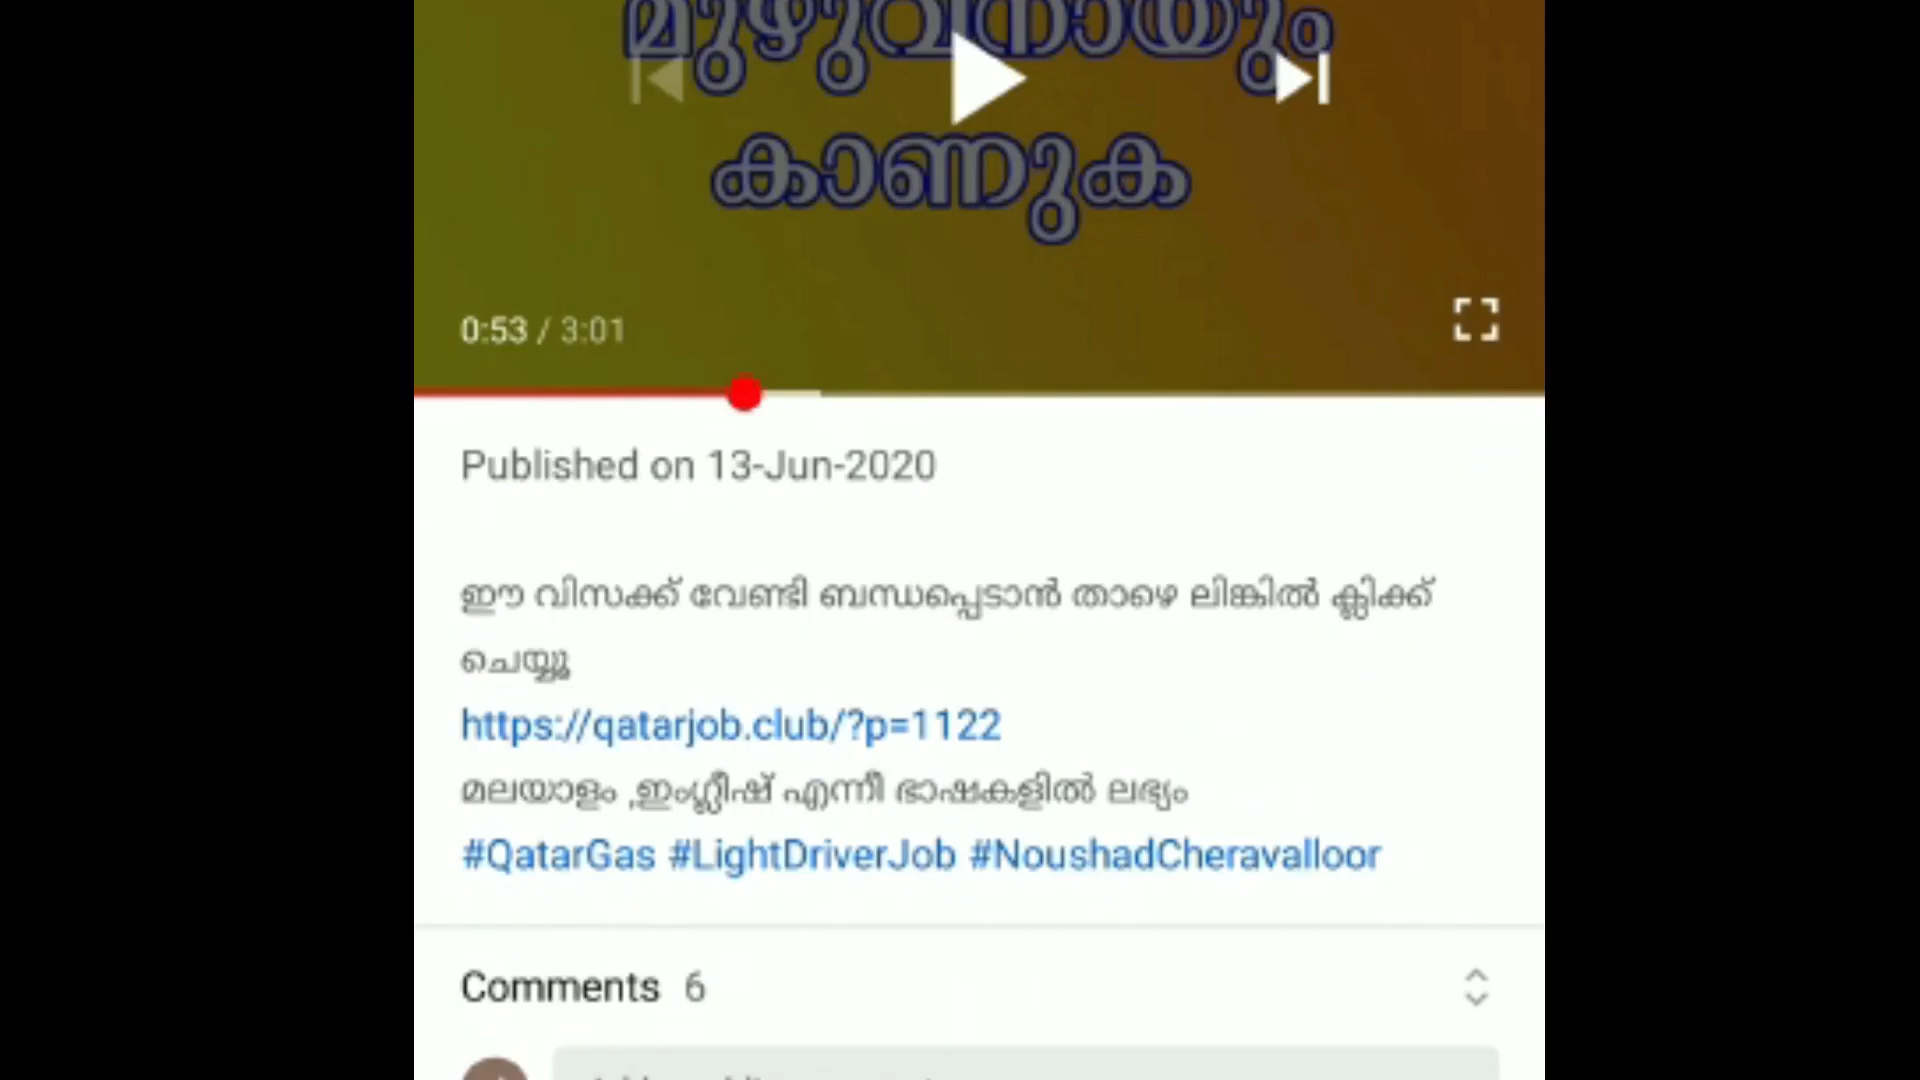 മുഴുവനായും
കാണുക
0:53 / 3:01
Published on 13-Jun-2020
ഈ വിസക്ക് വേണ്ടി ബന്ധപ്പെടാൻ താഴെ ലിങ്കിൽ ക്ലിക്ക്
ചെയ്യൂ
https://qatarjob.club/?p=1122
മലയാളം ,ഇംഗ്ലീഷ് എന്നീ ഭാഷകളിൽ ലഭ്യം
#QatarGas #LightDriverJob #NoushadCheravalloor
Comments 6